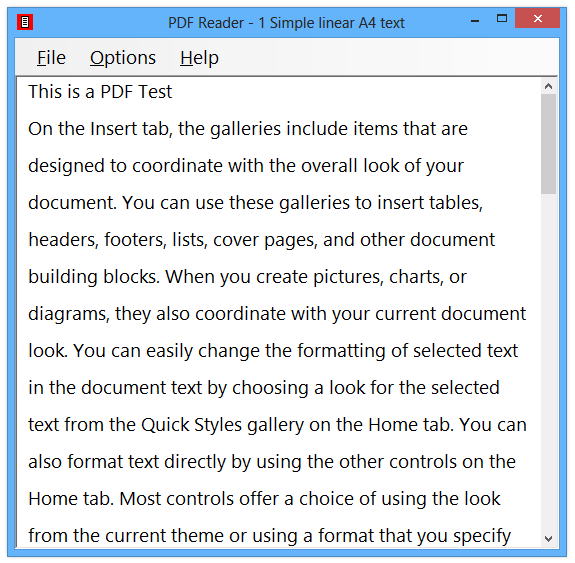 PDF Reader - 1 Simple linear A4 text
File Options Help
This is a PDF Test
On the Insert tab, the galleries include items that are
designed to coordinate with the overall look of your
document. You can use these galleries to insert tables,
headers, footers, lists, cover pages, and other document
building blocks. When you create pictures, charts, or
diagrams, they also coordinate with your current document
look. You can easily change the formatting of selected text
in the document text by choosing a look for the selected
text from the Quick Styles gallery on the Home tab. You can
also format text directly by using the other controls on the
Home tab. Most controls offer a choice of using the look
from the current theme or using a format that you specify